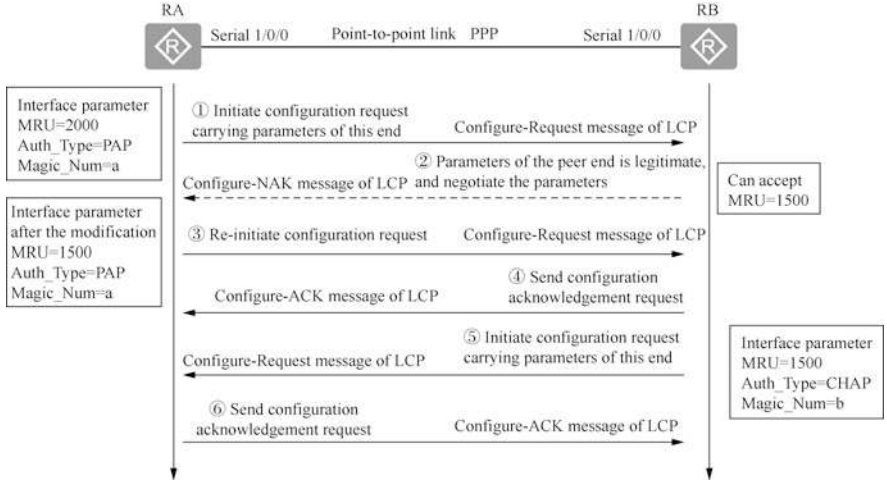 RA
RB
Serial 1/0/0
Point-to-point link PPP
Serial 1/0/0
R
R
Interface parameter
MRU=2000
Auth_Type=PAP
Magic_Num=a
① Initiate configuration request
carrying parameters of this end
Configure-Request message of LCP
② Parameters of the peer end is legitimate,
and negotiate the parameters
Configure-NAK message of LCP
Can accept
MRU=1500
Interface parameter
after the modification
MRU=1500
Auth_Type=PAP
Magic_Num=a
③ Re-initiate configuration request
Configure-Request message of LCP
④ Send configuration
acknowledgement request
Configure-ACK message of LCP
⑤ Initiate configuration request
carrying parameters of this end
Configure-Request message of LCP
Interface parameter
MRU=1500
Auth_Type=CHAP
Magic_Num=b
⑥ Send configuration
acknowledgement request
Configure-ACK message of LCP